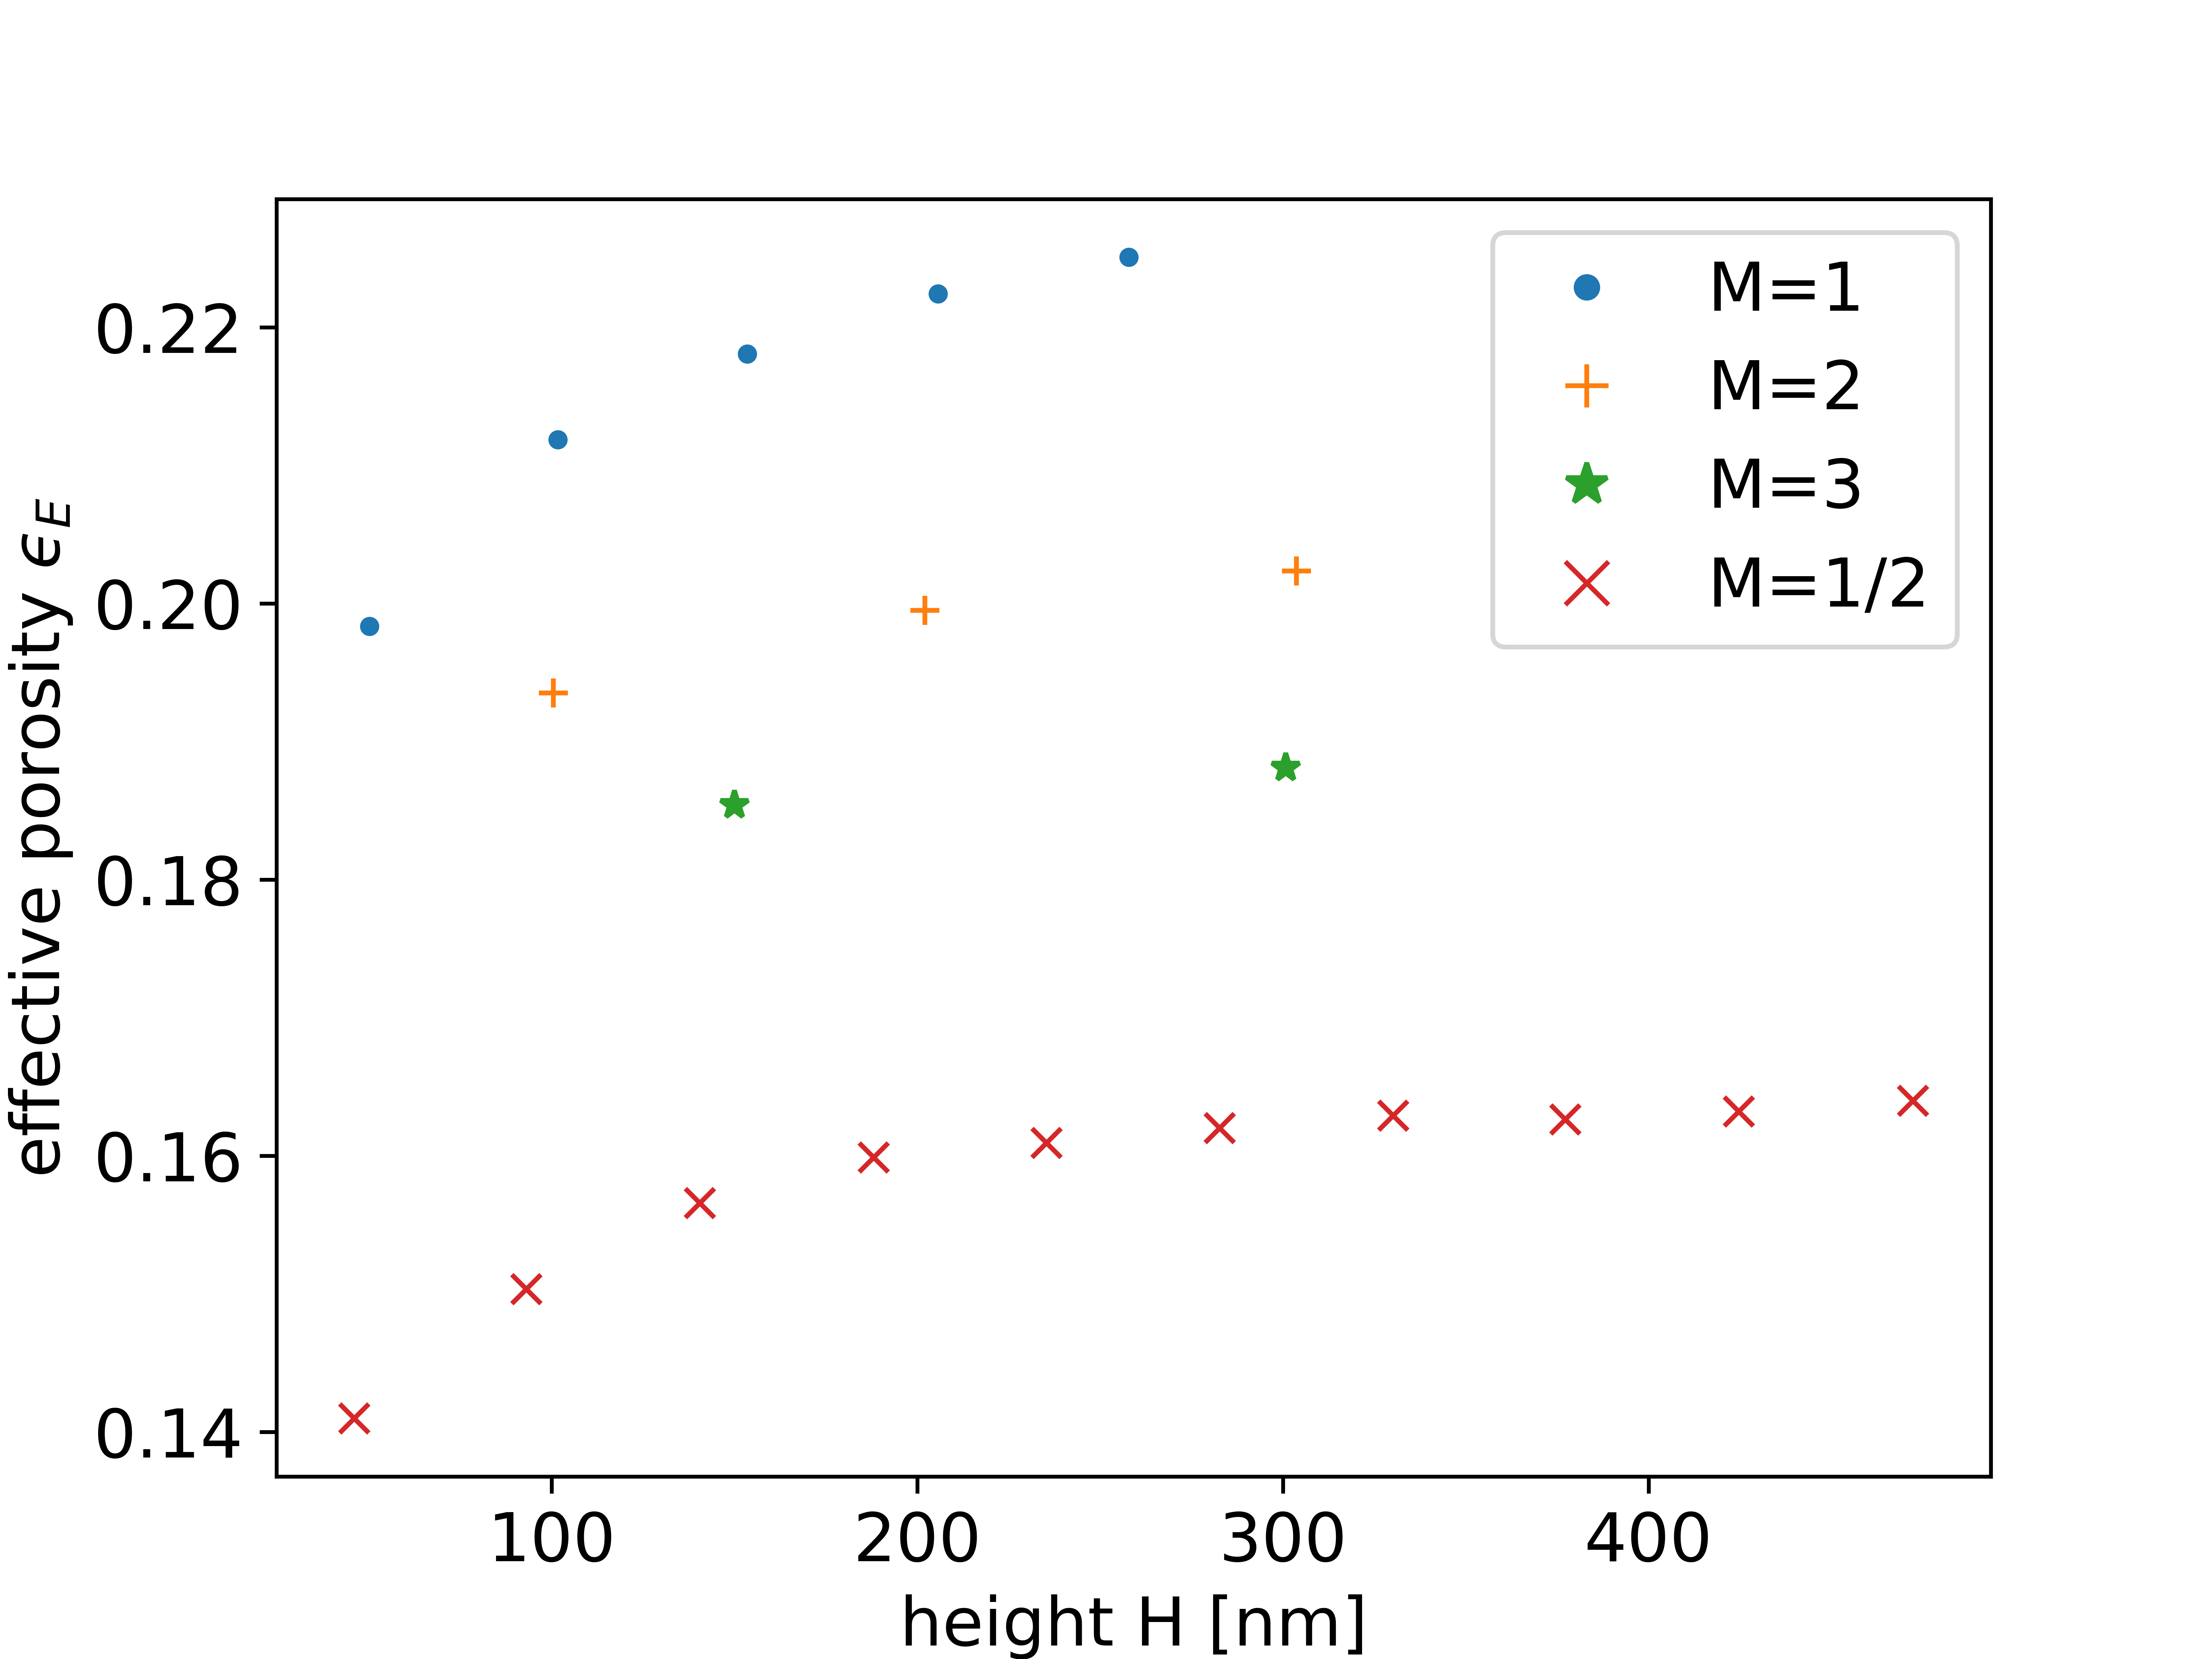 effective porosity ϵ_E
0.22
0.20
0.18
0.16
0.14
100 200 300 400
height H [nm]
M=1
M=2
M=3
M=1/2